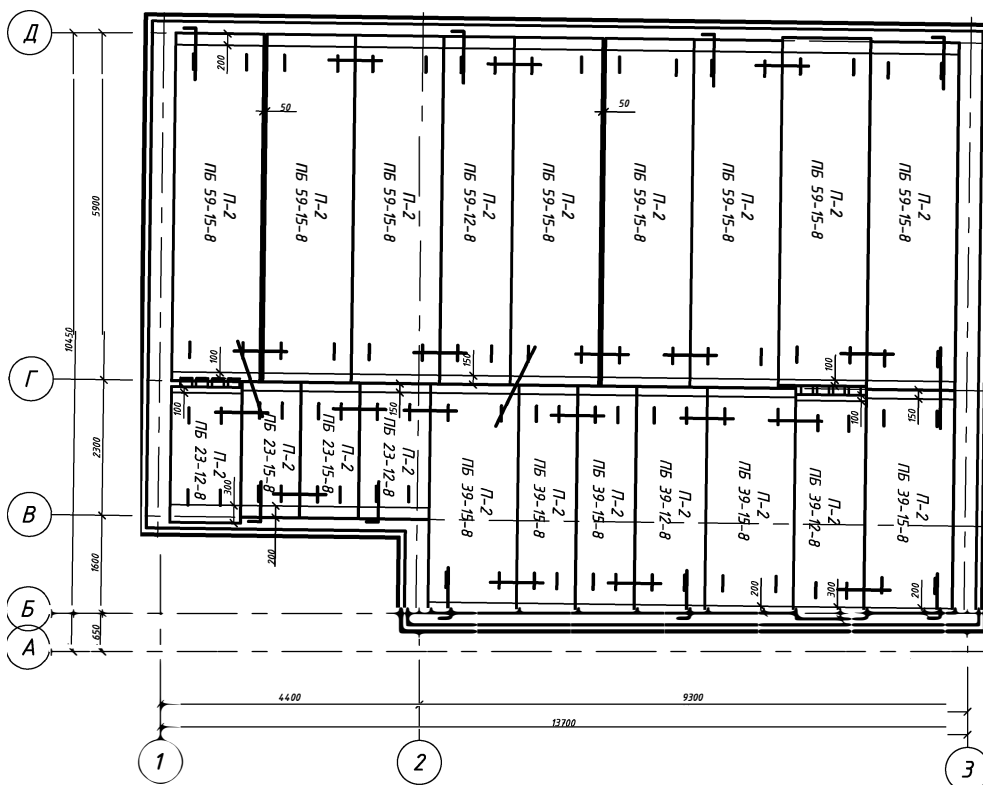 Д
Г
В
Б
А
1
2
3
10450
5900
2300
1600
650
4400
9300
13700
200
50
50
П-2
ПБ 59-15-8
П-2
ПБ 59-15-8
П-2
ПБ 59-15-8
П-2
ПБ 59-12-8
П-2
ПБ 59-15-8
П-2
ПБ 59-15-8
П-2
ПБ 59-15-8
П-2
ПБ 59-15-8
П-2
ПБ 59-15-8
100
150
100
100
150
100
150
П-2
ПБ 23-12-8
П-2
ПБ 23-15-8
П-2
ПБ 23-15-8
П-2
ПБ 23-12-8
П-2
ПБ 39-15-8
П-2
ПБ 39-15-8
П-2
ПБ 39-15-8
П-2
ПБ 39-12-8
П-2
ПБ 39-15-8
П-2
ПБ 39-12-8
П-2
ПБ 39-15-8
300
200
200
300
200